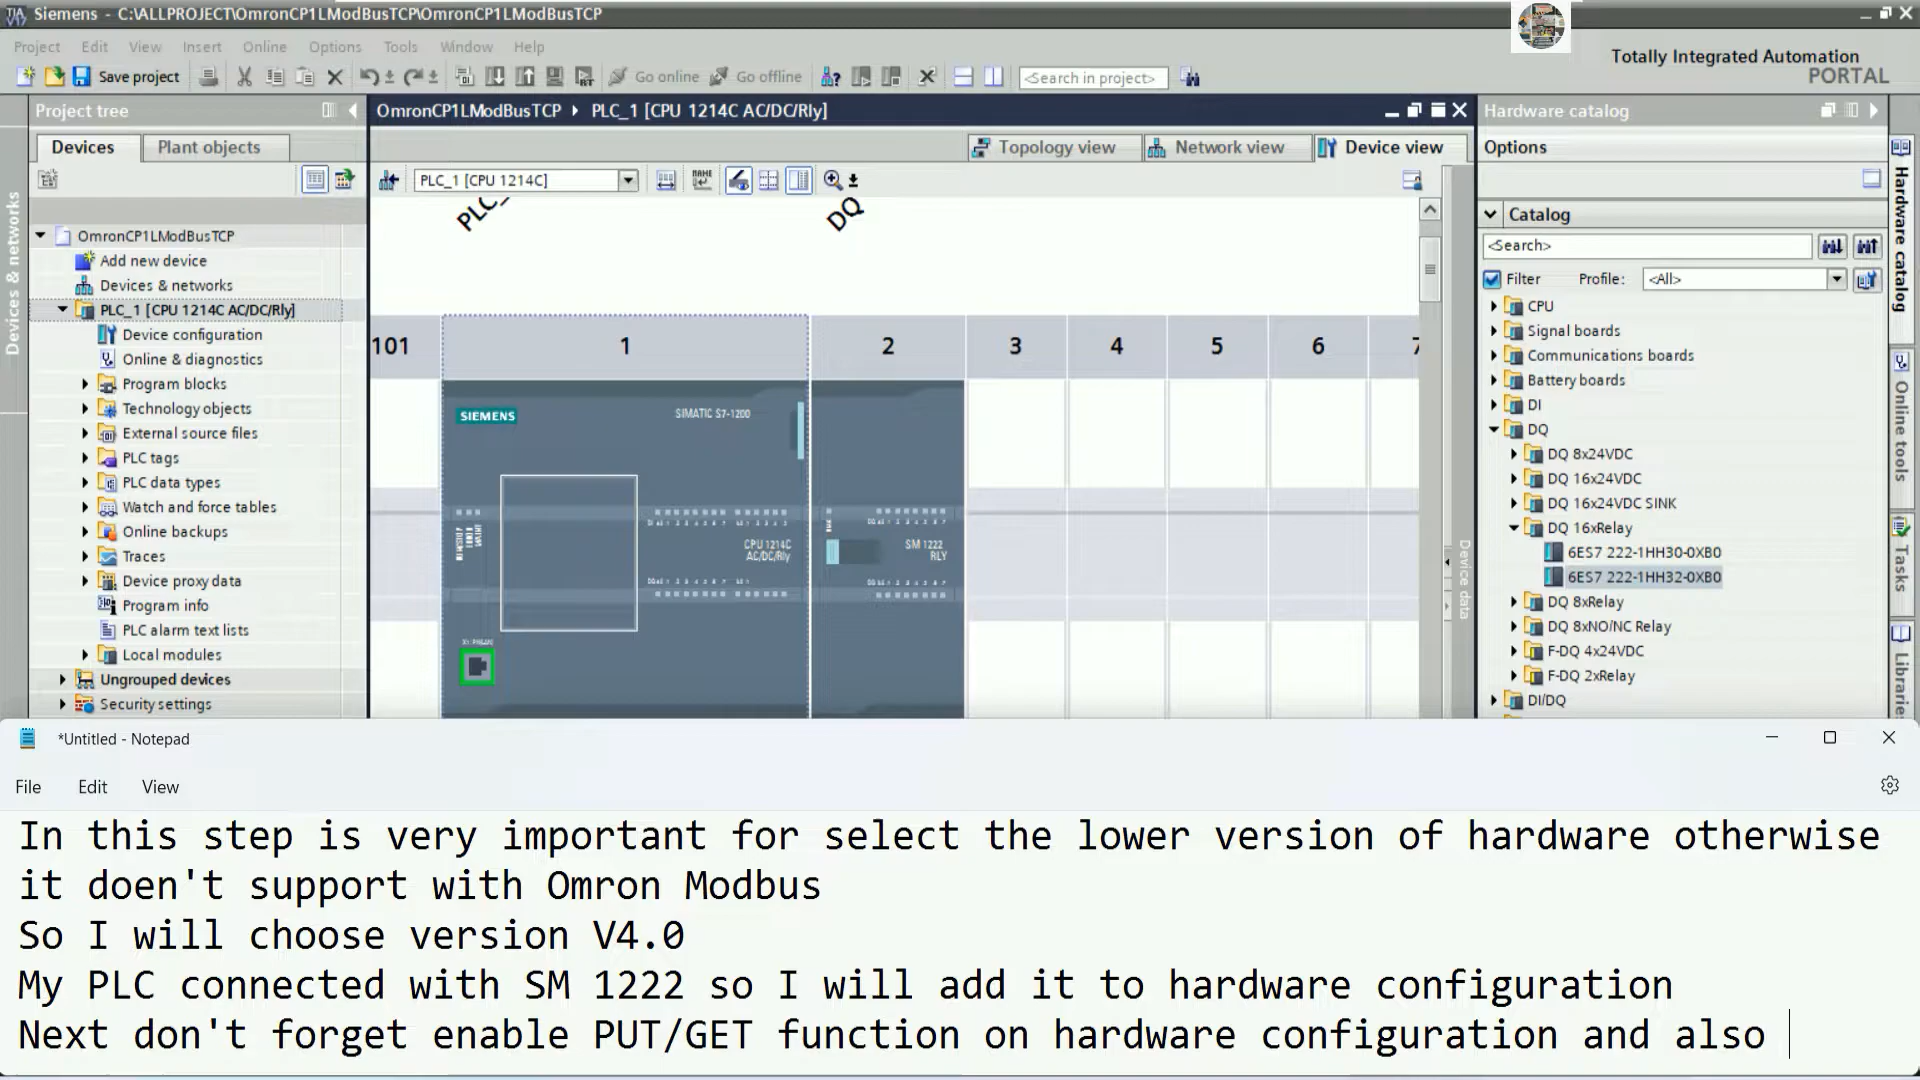 Siemens - C:\ALLPROJECT\OmronCP1LModBusTCP\OmronCP1LModBusTCP
Project Edit View Insert Online Options Tools Window Help
Totally Integrated Automation
PORTAL
Save project
Go online
Go offline
<Search in project>
Project tree
OmronCP1LModBusTCP
PLC_1 [CPU 1214C AC/DC/Rly]
Hardware catalog
Devices
Plant objects
Topology view
Network view
Device view
Options
PLC_1 [CPU 1214C]
Devices & networks
OmronCP1LModBusTCP
Add new device
Devices & networks
PLC_1 [CPU 1214C AC/DC/Rly]
Device configuration
Online & diagnostics
Program blocks
Technology objects
External source files
PLC tags
PLC data types
Watch and force tables
Online backups
Traces
Device proxy data
Program info
PLC alarm text lists
Local modules
Ungrouped devices
Security settings
PLC_
DQ
101 1 2 3 4 5 6 7
SIEMENS
SIMATIC S7-1200
CPU 1214C
AC/DC/Rly
SM 1222
RLY
Device data
Catalog
<Search>
Filter
Profile:
<All>
CPU
Signal boards
Communications boards
Battery boards
DI
DQ
DQ 8x24VDC
DQ 16x24VDC
DQ 16x24VDC SINK
DQ 16xRelay
6ES7 222-1HH30-0XB0
6ES7 222-1HH32-0XB0
DQ 8xRelay
DQ 8xNO/NC Relay
F-DQ 4x24VDC
F-DQ 2xRelay
DI/DQ
Hardware catalog
Online tools
Tasks
Libraries
*Untitled - Notepad
File Edit View
In this step is very important for select the lower version of hardware otherwise
it doen't support with Omron Modbus
So I will choose version V4.0
My PLC connected with SM 1222 so I will add it to hardware configuration
Next don't forget enable PUT/GET function on hardware configuration and also